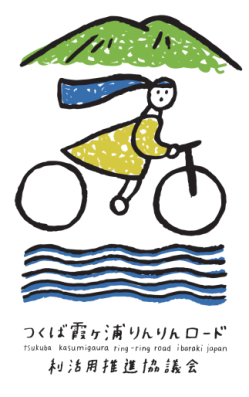 つくば霞ヶ浦りんりんロード
tsukuba kasumigaura ring-ring road ibaraki japan
利活用推進協議会